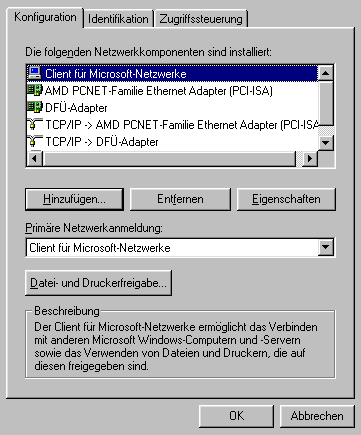 Konfiguration Identifikation Zugriffssteuerung
Die folgenden Netzwerkkomponenten sind installiert:
Client für Microsoft-Netzwerke
AMD PCNET-Familie Ethernet Adapter (PCI-ISA)
DFÜ-Adapter
TCP/IP -> AMD PCNET-Familie Ethernet Adapter (PCI-ISA
TCP/IP -> DFÜ-Adapter
Hinzufügen... Entfernen Eigenschaften
Primäre Netzwerkanmeldung:
Client für Microsoft-Netzwerke
Datei- und Druckerfreigabe...
Beschreibung
Der Client für Microsoft-Netzwerke ermöglicht das Verbinden
mit anderen Microsoft Windows-Computern und -Servern
sowie das Verwenden von Dateien und Druckern, die auf
diesen freigegeben sind.
OK Abbrechen